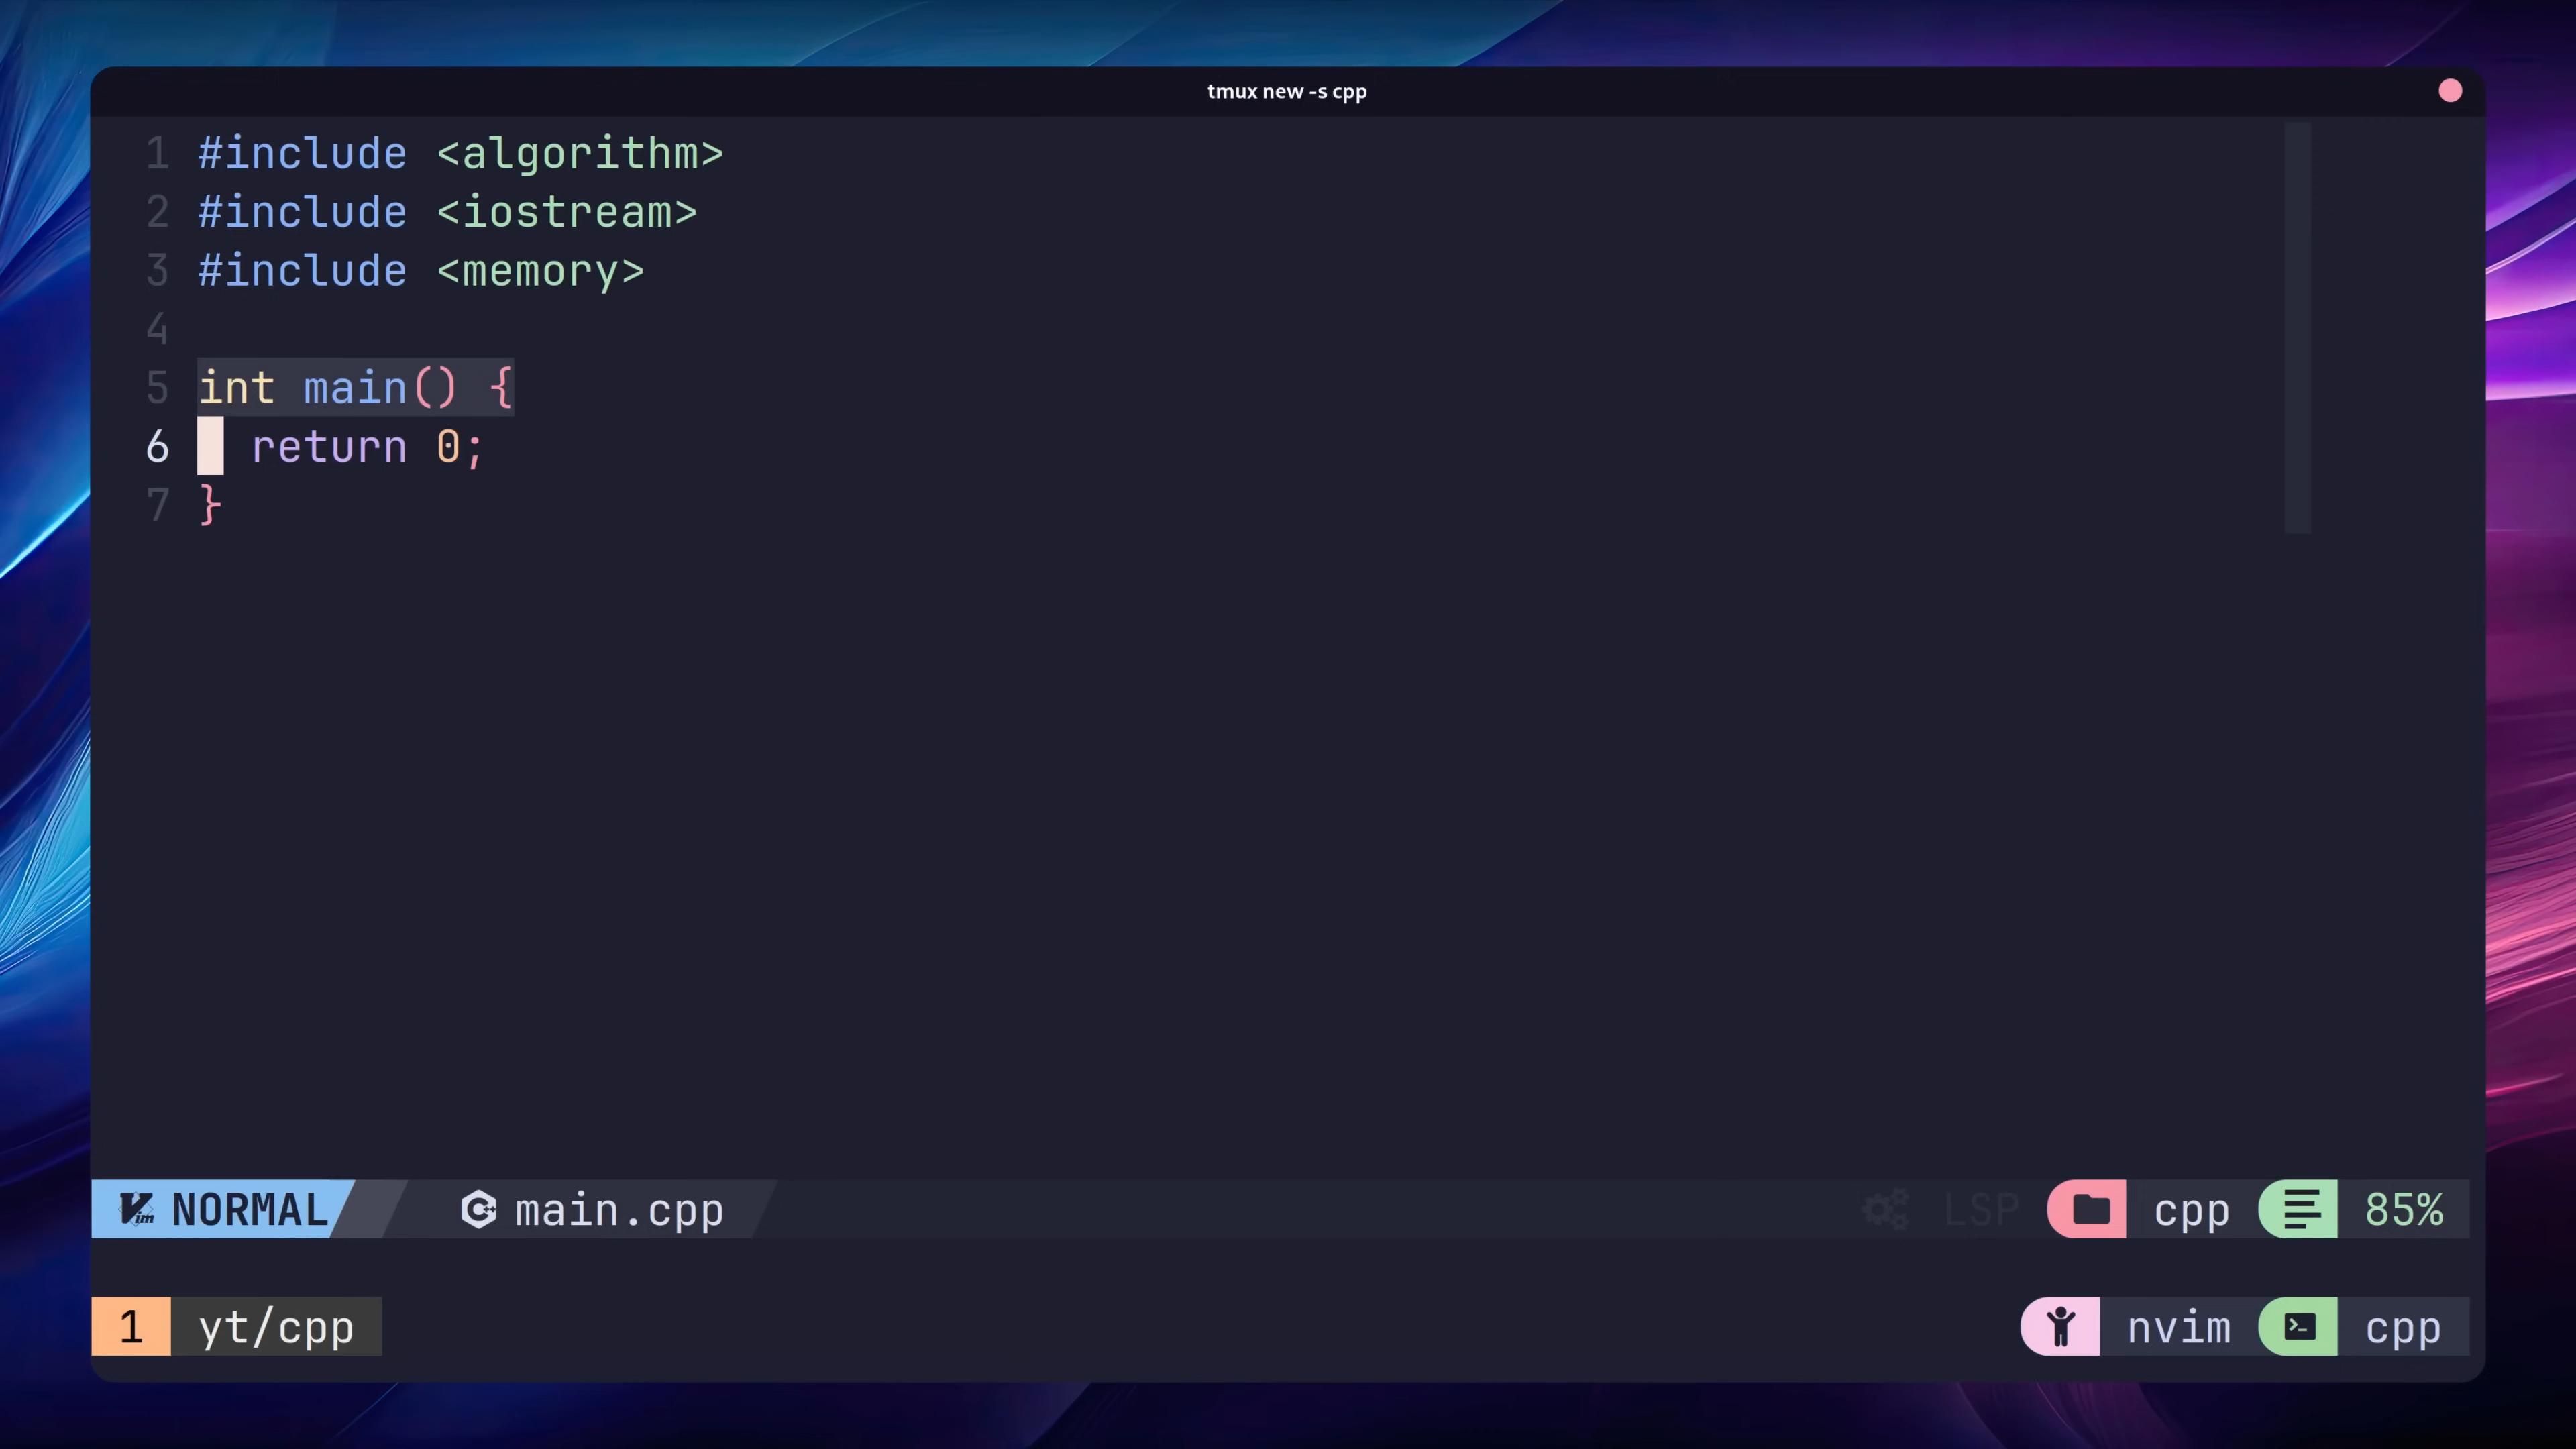 tmux new -s cpp
1 #include <algorithm>
2 #include <iostream>
3 #include <memory>
4
5 int main() {
6   return 0;
7 }
NORMAL main.cpp LSP cpp 85%
1 yt/cpp nvim cpp